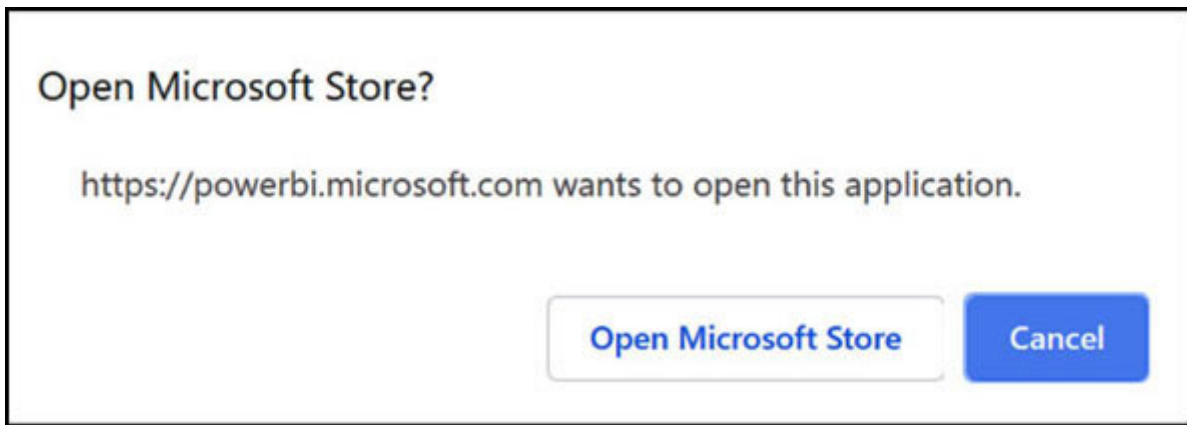 Open Microsoft Store?
https://powerbi.microsoft.com wants to open this application.
Open Microsoft Store
Cancel